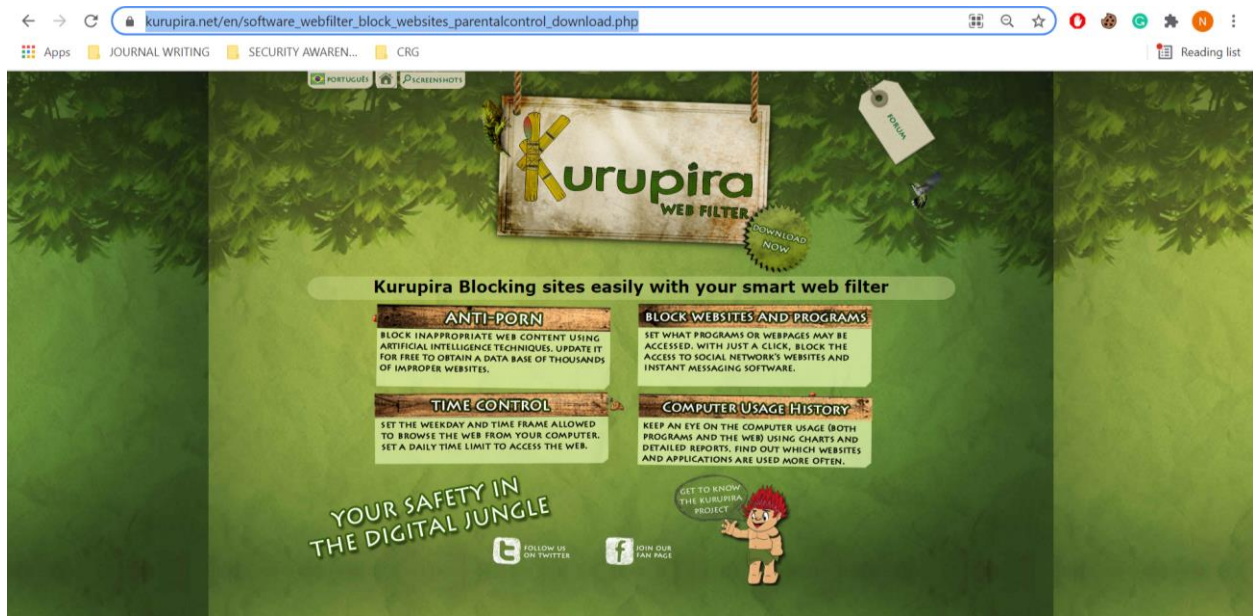 kurupira.net/en/software_webfilter_block_websites_parentalcontrol_download.php
N
Apps JOURNAL WRITING SECURITY AWAREN... CRG Reading list
PORTUGUÊS SCREENSHOTS
FORUM
Kurupira
WEB FILTER
DOWNLOAD
NOW
Kurupira Blocking sites easily with your smart web filter
ANTI-PORN
BLOCK INAPPROPRIATE WEB CONTENT USING
ARTIFICIAL INTELLIGENCE TECHNIQUES. UPDATE IT
FOR FREE TO OBTAIN A DATA BASE OF THOUSANDS
OF IMPROPER WEBSITES.
BLOCK WEBSITES AND PROGRAMS
SET WHAT PROGRAMS OR WEBPAGES MAY BE
ACCESSED. WITH JUST A CLICK, BLOCK THE
ACCESS TO SOCIAL NETWORK'S WEBSITES AND
INSTANT MESSAGING SOFTWARE.
TIME CONTROL
SET THE WEEKDAY AND TIME FRAME ALLOWED
TO BROWSE THE WEB FROM YOUR COMPUTER.
SET A DAILY TIME LIMIT TO ACCESS THE WEB.
COMPUTER USAGE HISTORY
KEEP AN EYE ON THE COMPUTER USAGE (BOTH
PROGRAMS AND THE WEB) USING CHARTS AND
DETAILED REPORTS, FIND OUT WHICH WEBSITES
AND APPLICATIONS ARE USED MORE OFTEN.
YOUR SAFETY IN
THE DIGITAL JUNGLE
FOLLOW US
ON TWITTER
JOIN OUR
FAN PAGE
GET TO KNOW
THE KURUPIRA
PROJECT